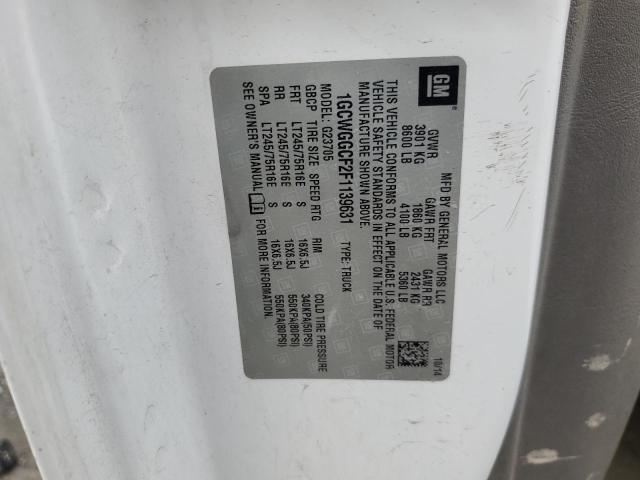 GM
MFD BY GENERAL MOTORS LLC 10/14
GVWR GAWR FRT GAWR RR
3901 KG 1860 KG 2431 KG
8600 LB 4100 LB 5360 LB
THIS VEHICLE CONFORMS TO ALL APPLICABLE U.S. FEDERAL MOTOR
VEHICLE SAFETY STANDARDS IN EFFECT ON THE DATE OF
MANUFACTURE SHOWN ABOVE.
1GCWGGCF2F1139631 TYPE: TRUCK
MODEL: G23705
GBCP TIRE SIZE SPEED RTG RIM COLD TIRE PRESSURE
FRT LT245/75R16E S 16X6.5J 340KPA(50PSI)
RR LT245/75R16E S 16X6.5J 550KPA(80PSI)
SPA LT245/75R16E S 16X6.5J 550KPA(80PSI)
SEE OWNER'S MANUAL